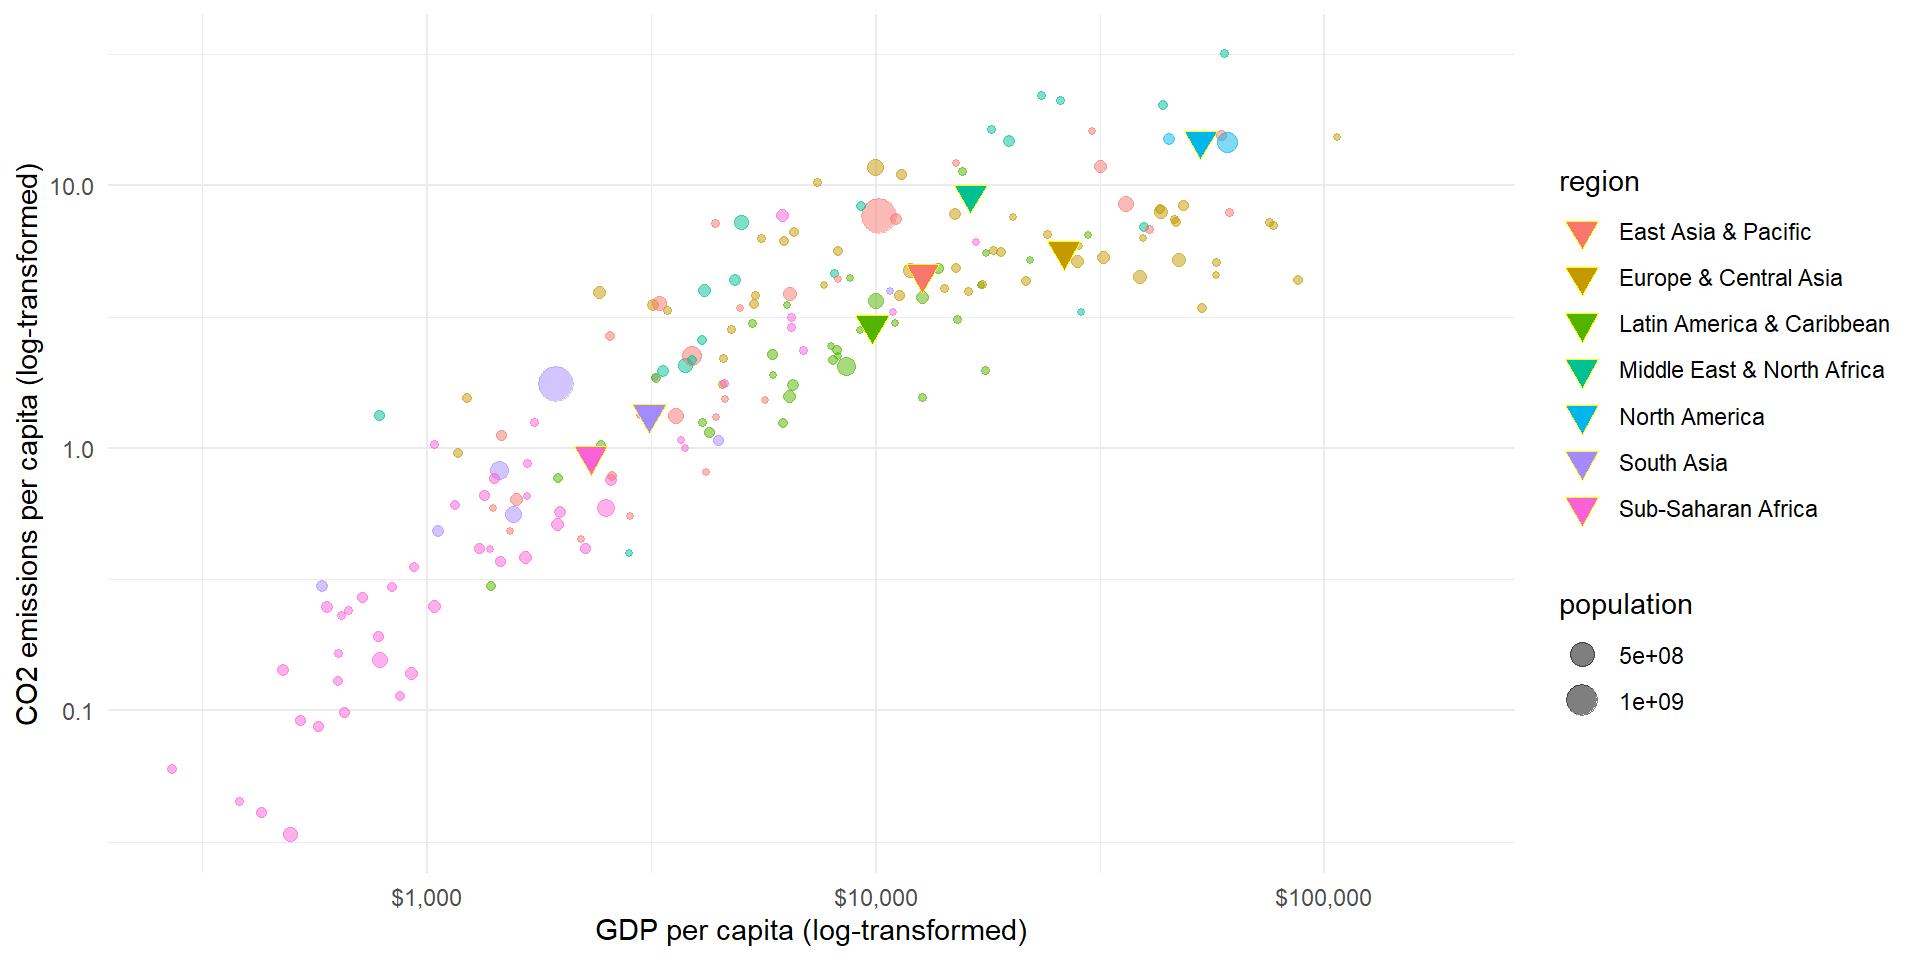 CO2 emissions per capita (log-transformed)
10.0
1.0
0.1
$1,000
$10,000
$100,000
GDP per capita (log-transformed)
region
East Asia & Pacific
Europe & Central Asia
Latin America & Caribbean
Middle East & North Africa
North America
South Asia
Sub-Saharan Africa
population
5e+08
1e+09